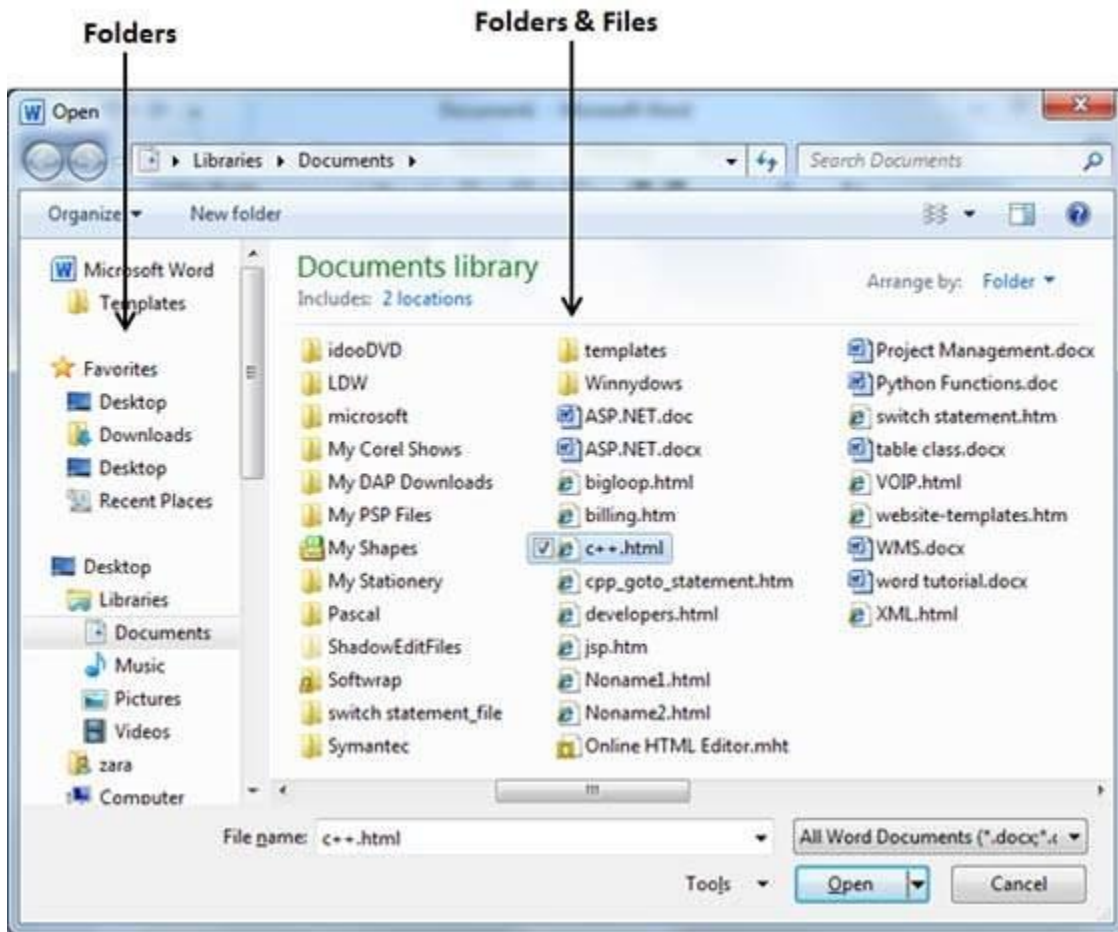 Folders
Folders & Files
Open
Libraries
Documents
Search Documents
Organize
New folder
Microsoft Word
Templates
Favorites
Desktop
Downloads
Desktop
Recent Places
Desktop
Libraries
Documents
Music
Pictures
Videos
zara
Computer
Documents library
Includes: 2 locations
Arrange by: Folder
idooDVD
LDW
microsoft
My Corel Shows
My DAP Downloads
My PSP Files
My Shapes
My Stationery
Pascal
ShadowEditFiles
Softwrap
switch statement_file
Symantec
templates
Winnydows
ASP.NET.doc
ASP.NET.docx
bigloop.html
billing.htm
c++.html
cpp_goto_statement.htm
developers.html
jsp.htm
Noname1.html
Noname2.html
Online HTML Editor.mht
Project Management.docx
Python Functions.doc
switch statement.htm
table class.docx
VOIP.html
website-templates.htm
WMS.docx
word tutorial.docx
XML.html
File name: c++.html
All Word Documents (*.docx;*.
Tools
Open
Cancel